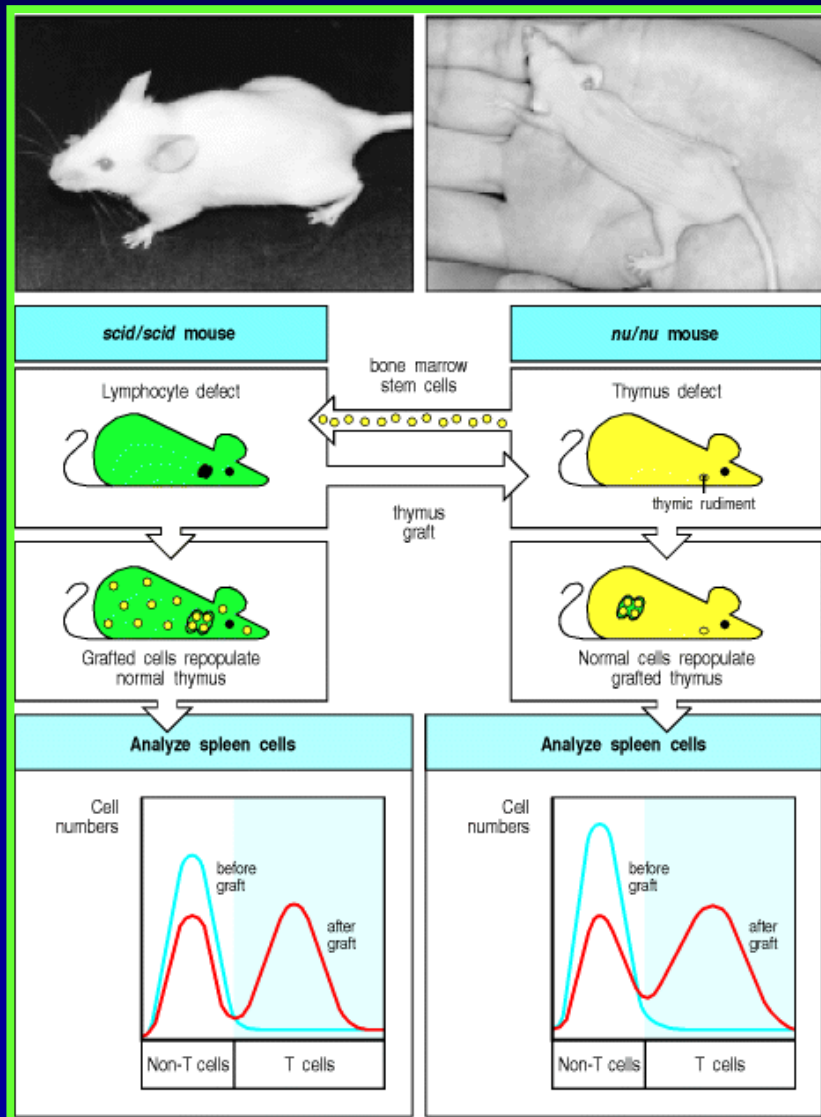 scid/scid mouse
nu/nu mouse
bone marrow
stem cells
Lymphocyte defect
Thymus defect
thymic rudiment
thymus
graft
Grafted cells repopulate
normal thymus
Normal cells repopulate
grafted thymus
Analyze spleen cells
Analyze spleen cells
Cell
numbers
before
graft
after
graft
Non-T cells
T cells
Cell
numbers
before
graft
after
graft
Non-T cells
T cells